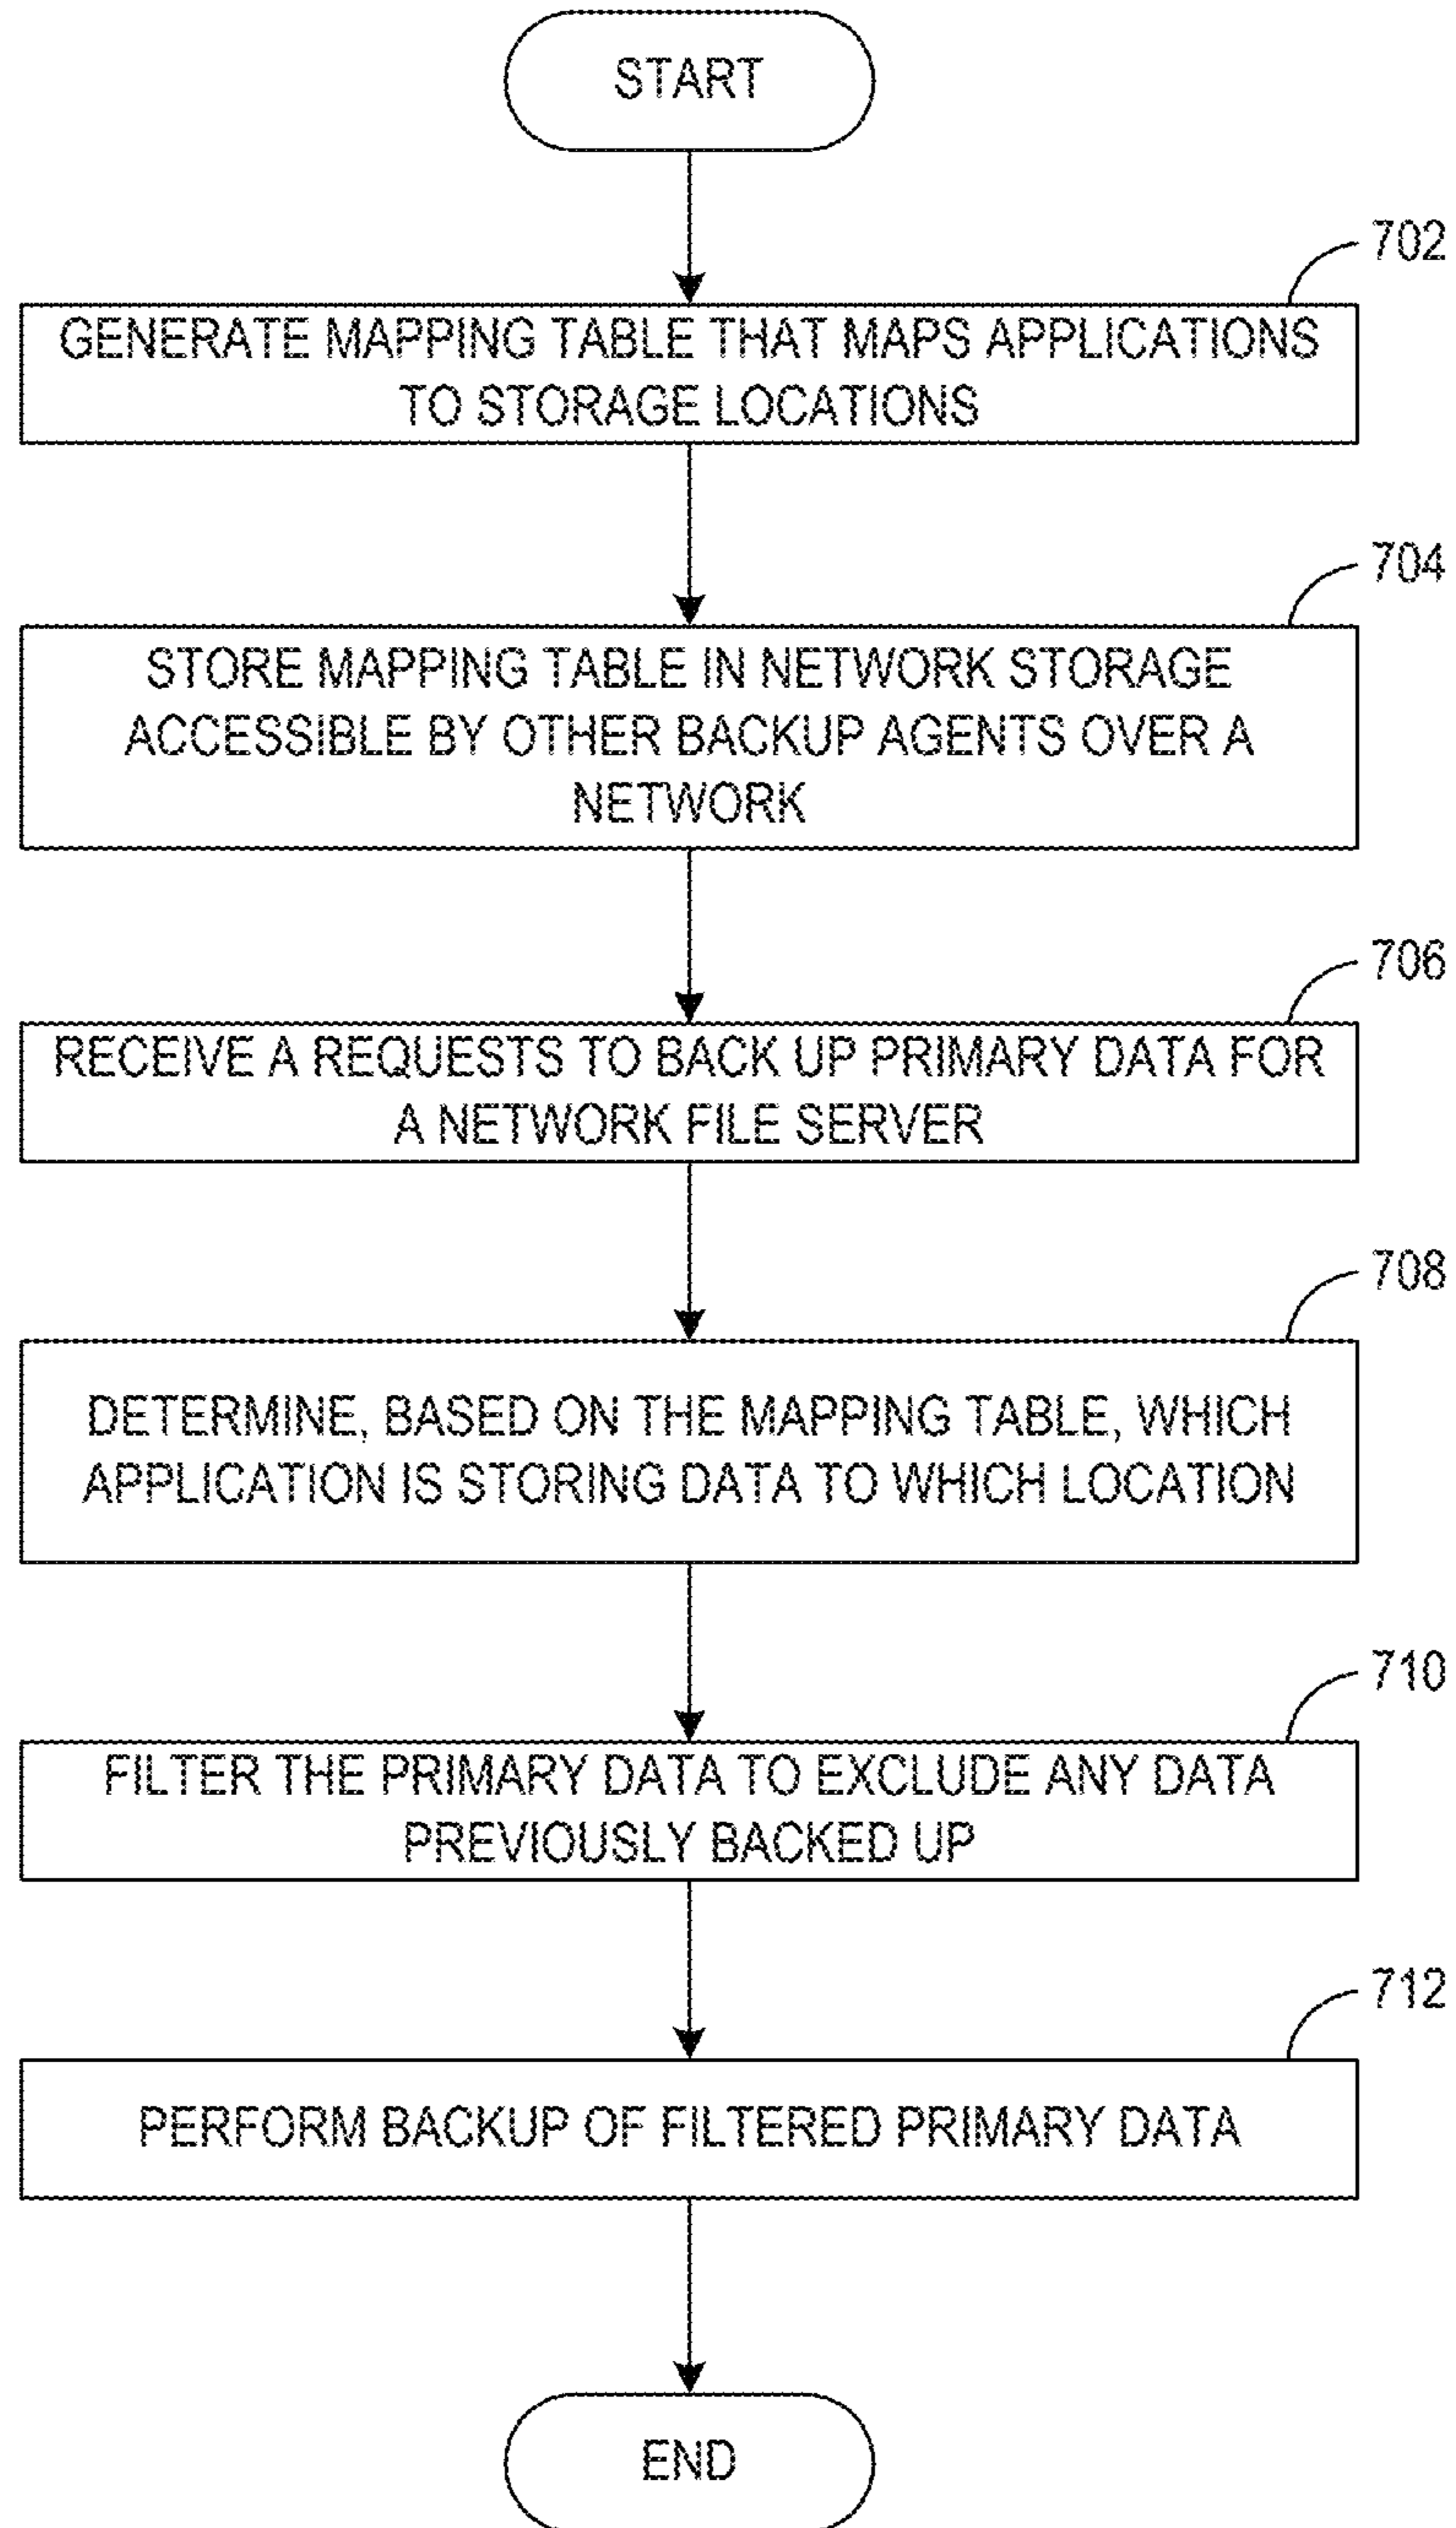 START
702
GENERATE MAPPING TABLE THAT MAPS APPLICATIONS
TO STORAGE LOCATIONS
704
STORE MAPPING TABLE IN NETWORK STORAGE
ACCESSIBLE BY OTHER BACKUP AGENTS OVER A
NETWORK
706
RECEIVE A REQUESTS TO BACK UP PRIMARY DATA FOR
A NETWORK FILE SERVER
708
DETERMINE, BASED ON THE MAPPING TABLE, WHICH
APPLICATION IS STORING DATA TO WHICH LOCATION
710
FILTER THE PRIMARY DATA TO EXCLUDE ANY DATA
PREVIOUSLY BACKED UP
712
PERFORM BACKUP OF FILTERED PRIMARY DATA
END